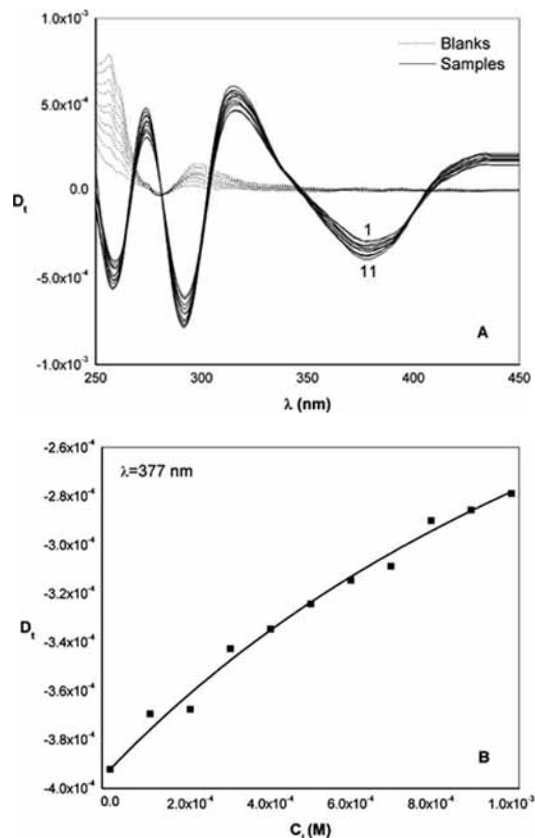 1.0x10⁻³
Blanks
Samples
5.0x10⁻⁴
0.0
Dₜ
1
-5.0x10⁻⁴
11
A
-1.0x10⁻³
250 300 350 400 450
λ (nm)
-2.6x10⁻⁴
λ=377 nm
-2.8x10⁻⁴
-3.0x10⁻⁴
-3.2x10⁻⁴
Dₜ
-3.4x10⁻⁴
-3.6x10⁻⁴
-3.8x10⁻⁴
B
-4.0x10⁻⁴
0.0 2.0x10⁻⁴ 4.0x10⁻⁴ 6.0x10⁻⁴ 8.0x10⁻⁴ 1.0x10⁻³
(M)